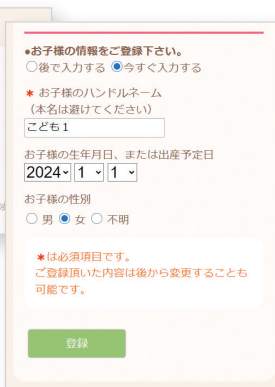 ●お子様の情報をご登録下さい。
○後で入力する ◉今すぐ入力する
* お子様のハンドルネーム
(本名は避けてください)
こども1
お子様の生年月日、または出産予定日
2024 1 1
お子様の性別
○ 男 ◉ 女 ○ 不明
*は必須項目です。
ご登録頂いた内容は後から変更することも
可能です。
登録